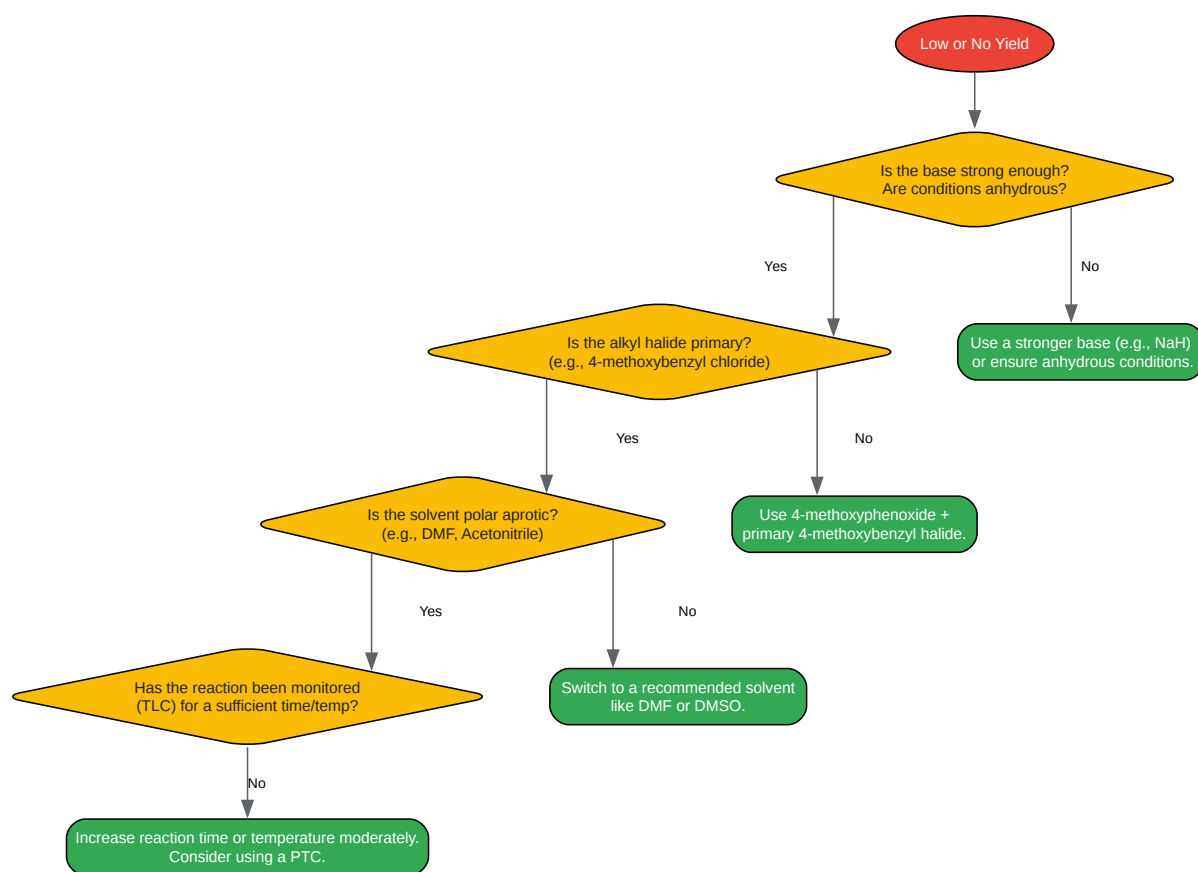 Low or No Yield
Is the base strong enough?
Are conditions anhydrous?
Yes
No
Is the alkyl halide primary?
(e.g., 4-methoxybenzyl chloride)
Use a stronger base (e.g., NaH)
or ensure anhydrous conditions.
Yes
No
Is the solvent polar aprotic?
(e.g., DMF, Acetonitrile)
Use 4-methoxyphenoxide +
primary 4-methoxybenzyl halide.
Yes
No
Has the reaction been monitored
(TLC) for a sufficient time/temp?
Switch to a recommended solvent
like DMF or DMSO.
No
Increase reaction time or temperature moderately.
Consider using a PTC.